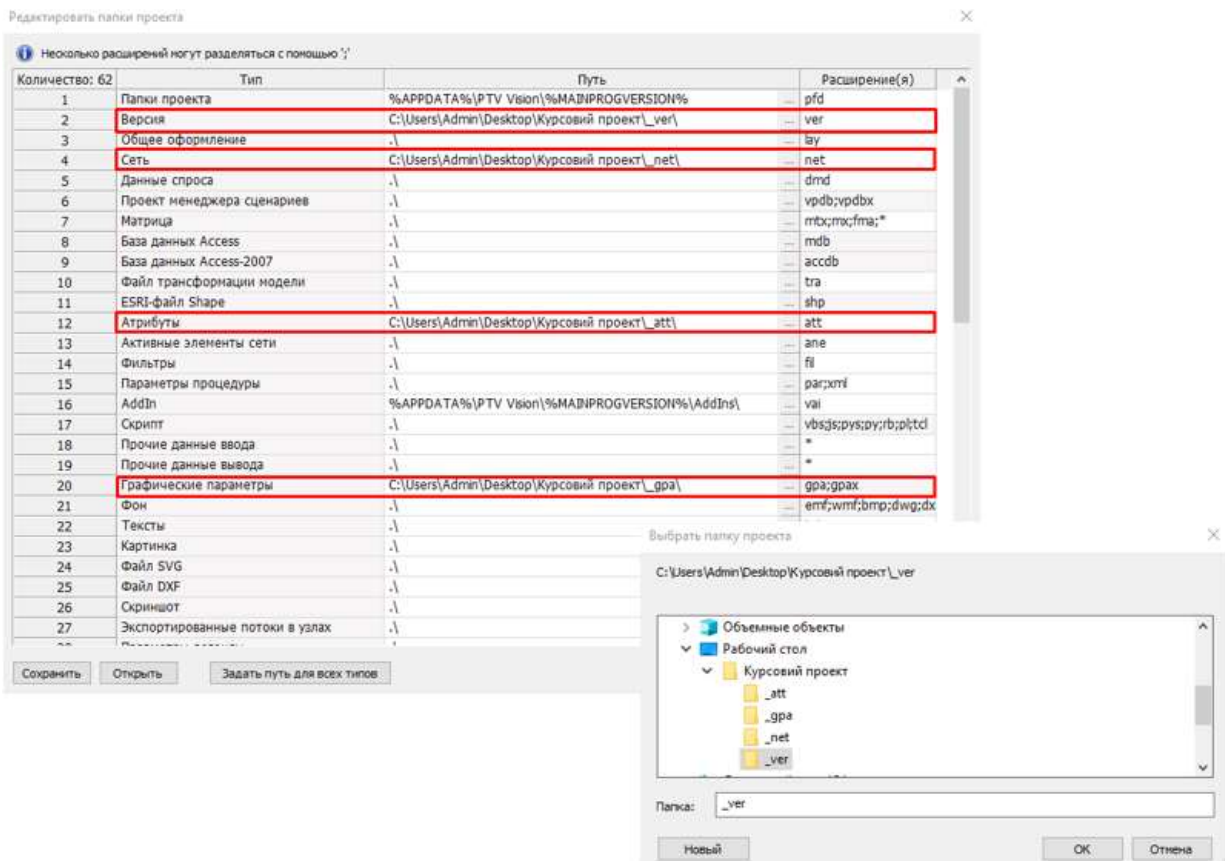 Редактировать папки проекта
Несколько расширений могут разделяться с помощью ';'
Количество: 62 Тип Путь Расширение(я)
1 Папки проекта %APPDATA%\PTV Vision\%MAINPROGVERSION% ... pfd
2 Версия C:\Users\Admin\Desktop\Курсовий проект\_ver\ ... ver
3 Общее оформление .\ ... lay
4 Сеть C:\Users\Admin\Desktop\Курсовий проект\_net\ ... net
5 Данные спроса .\ ... dmd
6 Проект менеджера сценариев .\ ... vpdb;vpdbx
7 Матрица .\ ... mtx;mx;fma;*
8 База данных Access .\ ... mdb
9 База данных Access-2007 .\ ... accdb
10 Файл трансформации модели .\ ... tra
11 ESRI-файл Shape .\ ... shp
12 Атрибуты C:\Users\Admin\Desktop\Курсовий проект\_att\ ... att
13 Активные элементы сети .\ ... ane
14 Фильтры .\ ... fil
15 Параметры процедуры .\ ... par;xml
16 AddIn %APPDATA%\PTV Vision\%MAINPROGVERSION%\AddIns\ ... vai
17 Скрипт .\ ... vbs;js;pys;py;rb;pl;tcl
18 Прочие данные ввода .\ ... *
19 Прочие данные вывода .\ ... *
20 Графические параметры C:\Users\Admin\Desktop\Курсовий проект\_gpa\ ... gpa;gpax
21 Фон .\ ... emf;wmf;bmp;dwg;dx
22 Тексты .\
23 Картинка .\
24 Файл SVG .\
25 Файл DXF .\
26 Скриншот .\
27 Экспортированные потоки в узлах .\
Сохранить Открыть Задать путь для всех типов
Выбрать папку проекта
C:\Users\Admin\Desktop\Курсовий проект\_ver
Объемные объекты
Рабочий стол
Курсовий проект
_att
_gpa
_net
_ver
Папка: _ver
Новый ОК Отмена